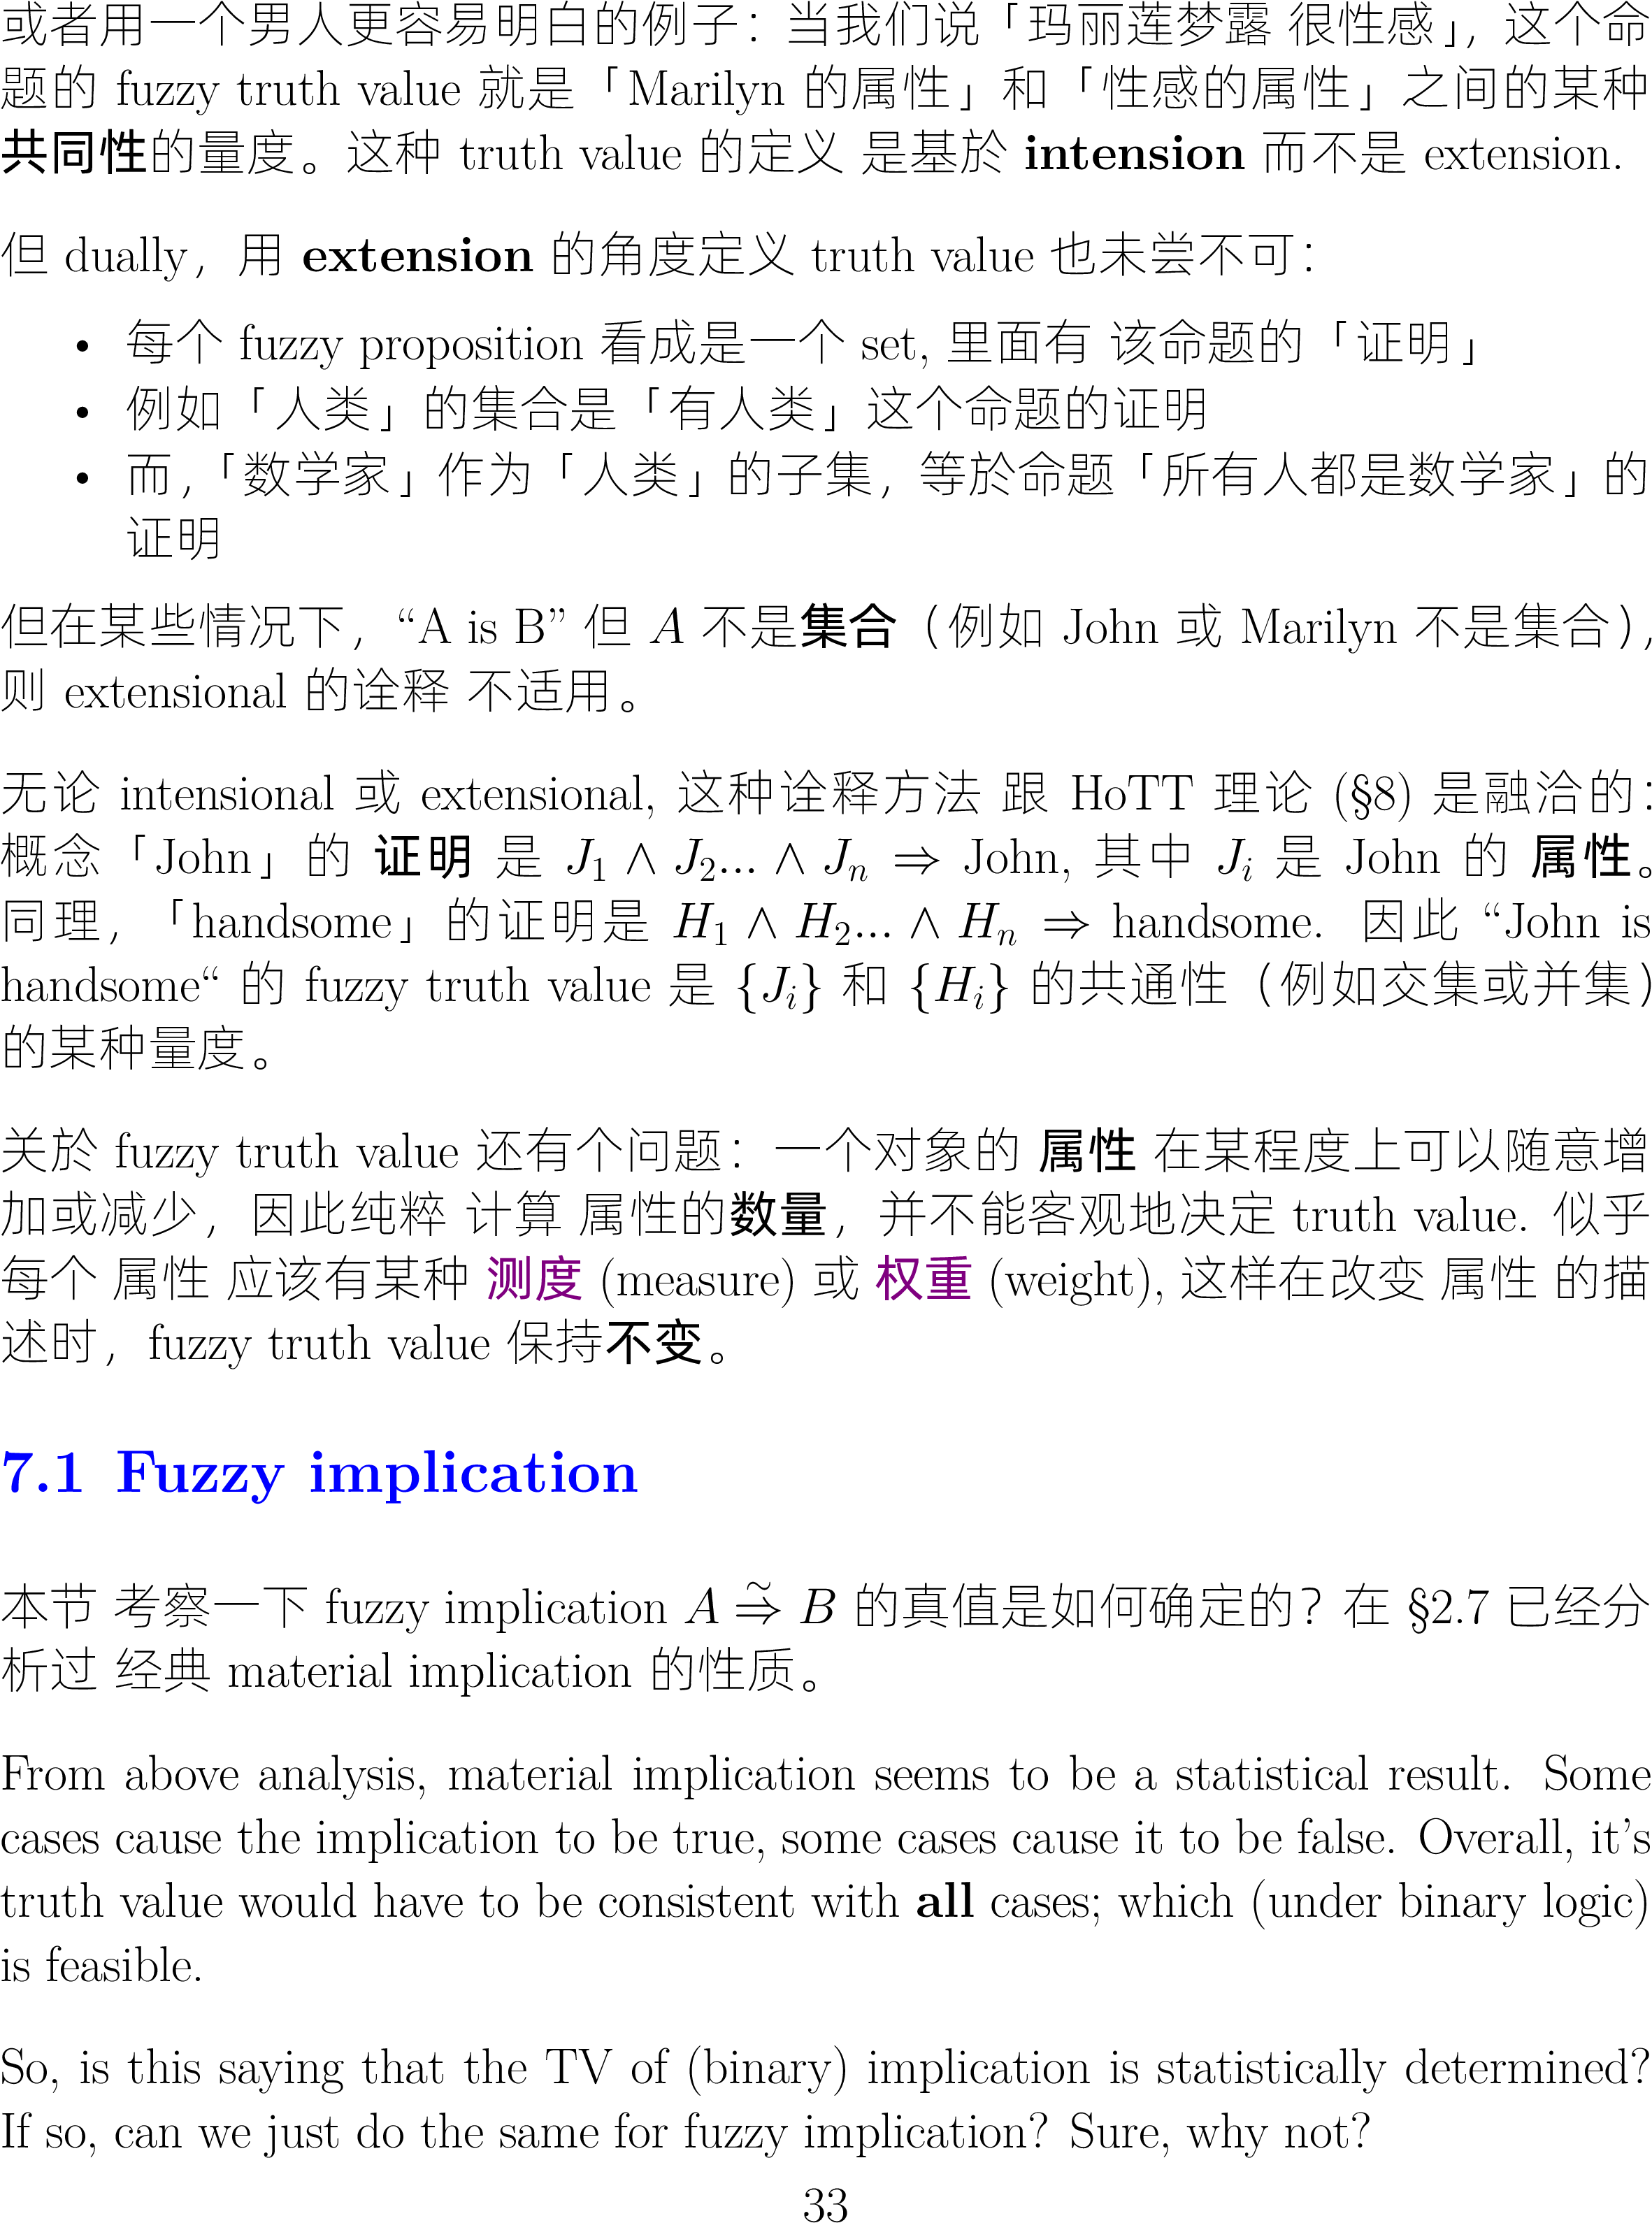 或者用一个男人更容易明白的例子：当我们说「玛丽莲梦露 很性感」，这个命
题的 fuzzy truth value 就是「Marilyn 的属性」和「性感的属性」之间的某种
共同性的量度。这种 truth value 的定义 是基於 intension 而不是 extension.
但 dually，用 extension 的角度定义 truth value 也未尝不可：
• 每个 fuzzy proposition 看成是一个 set, 里面有 该命题的「证明」
• 例如「人类」的集合是「有人类」这个命题的证明
• 而，「数学家」作为「人类」的子集，等於命题「所有人都是数学家」的
证明
但在某些情况下，“A is B” 但 A 不是集合（例如 John 或 Marilyn 不是集合），
则 extensional 的诠释 不适用。
无论 intensional 或 extensional, 这种诠释方法 跟 HoTT 理论 (§8) 是融洽的：
概念「John」的 证明 是 J₁ ∧ J₂... ∧ Jₙ ⇒ John, 其中 Jᵢ 是 John 的 属性。
同理，「handsome」的证明是 H₁ ∧ H₂... ∧ Hₙ ⇒ handsome. 因此 “John is
handsome“ 的 fuzzy truth value 是 {Jᵢ} 和 {Hᵢ} 的共通性（例如交集或并集）
的某种量度。
关於 fuzzy truth value 还有个问题：一个对象的 属性 在某程度上可以随意增
加或减少，因此纯粹 计算 属性的数量，并不能客观地决定 truth value. 似乎
每个 属性 应该有某种 测度 (measure) 或 权重 (weight), 这样在改变 属性 的描
述时，fuzzy truth value 保持不变。
7.1 Fuzzy implication
本节 考察一下 fuzzy implication A ⇒̃ B 的真值是如何确定的？在 §2.7 已经分
析过 经典 material implication 的性质。
From above analysis, material implication seems to be a statistical result. Some
cases cause the implication to be true, some cases cause it to be false. Overall, it’s
truth value would have to be consistent with all cases; which (under binary logic)
is feasible.
So, is this saying that the TV of (binary) implication is statistically determined?
If so, can we just do the same for fuzzy implication? Sure, why not?
33